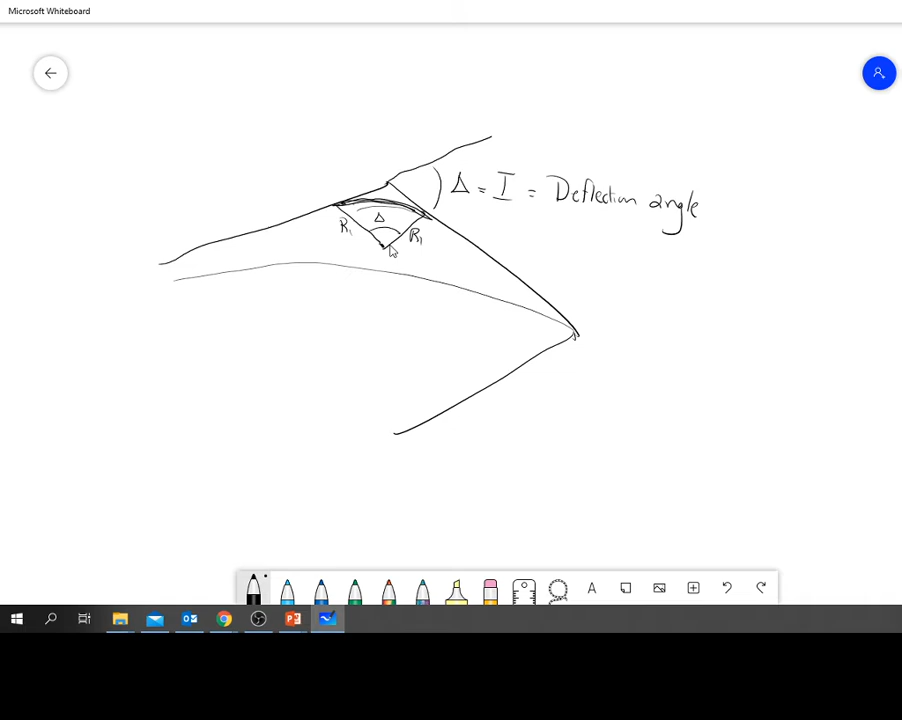 Microsoft Whiteboard
Δ = I = Deflection angle
Δ
R₁
R₁
A